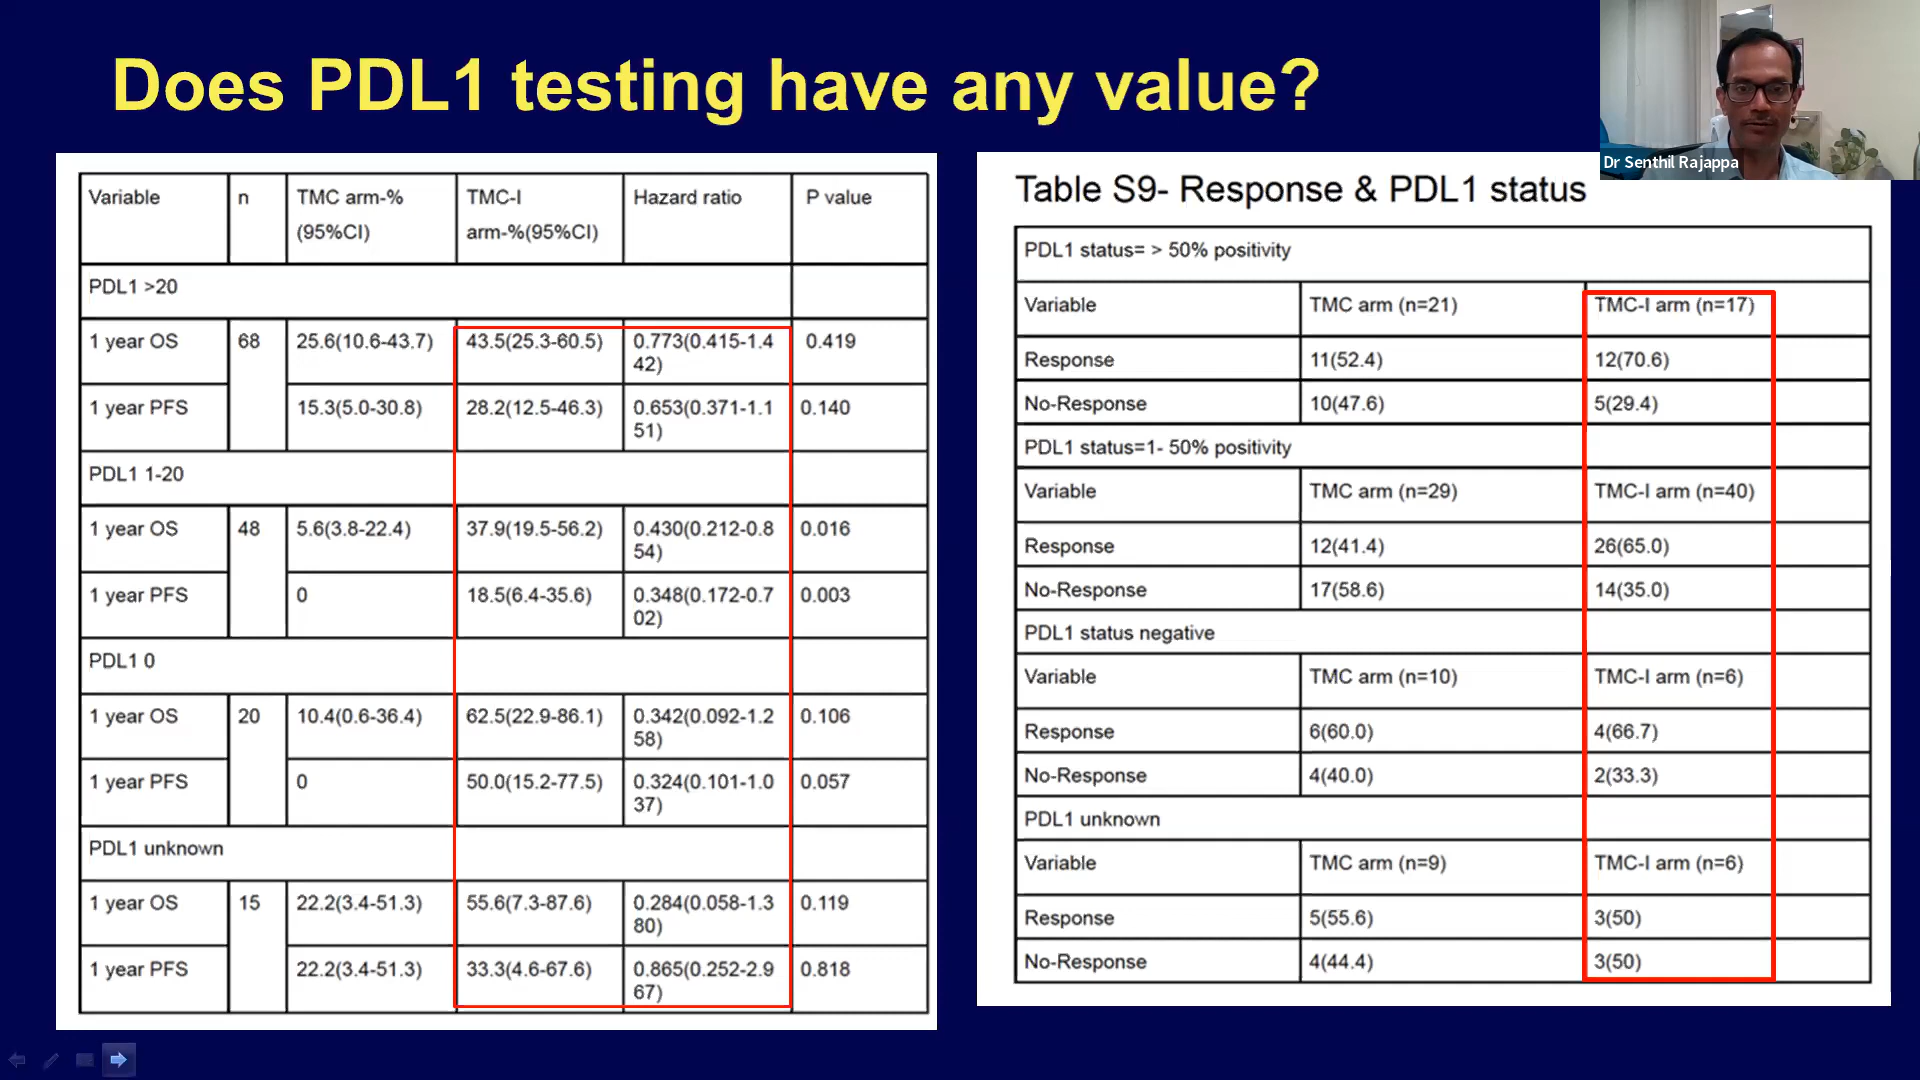 Does PDL1 testing have any value?
Dr Senthil Rajappa
Variable n TMC arm-% TMC-I Hazard ratio P value
(95%CI) arm-%(95%CI)
PDL1 >20
1 year OS 68 25.6(10.6-43.7) 43.5(25.3-60.5) 0.773(0.415-1.4 0.419
42)
1 year PFS 15.3(5.0-30.8) 28.2(12.5-46.3) 0.653(0.371-1.1 0.140
51)
PDL1 1-20
1 year OS 48 5.6(3.8-22.4) 37.9(19.5-56.2) 0.430(0.212-0.8 0.016
54)
1 year PFS 0 18.5(6.4-35.6) 0.348(0.172-0.7 0.003
02)
PDL1 0
1 year OS 20 10.4(0.6-36.4) 62.5(22.9-86.1) 0.342(0.092-1.2 0.106
58)
1 year PFS 0 50.0(15.2-77.5) 0.324(0.101-1.0 0.057
37)
PDL1 unknown
1 year OS 15 22.2(3.4-51.3) 55.6(7.3-87.6) 0.284(0.058-1.3 0.119
80)
1 year PFS 22.2(3.4-51.3) 33.3(4.6-67.6) 0.865(0.252-2.9 0.818
67)
Table S9- Response & PDL1 status
PDL1 status= > 50% positivity
Variable TMC arm (n=21) TMC-I arm (n=17)
Response 11(52.4) 12(70.6)
No-Response 10(47.6) 5(29.4)
PDL1 status=1- 50% positivity
Variable TMC arm (n=29) TMC-I arm (n=40)
Response 12(41.4) 26(65.0)
No-Response 17(58.6) 14(35.0)
PDL1 status negative
Variable TMC arm (n=10) TMC-I arm (n=6)
Response 6(60.0) 4(66.7)
No-Response 4(40.0) 2(33.3)
PDL1 unknown
Variable TMC arm (n=9) TMC-I arm (n=6)
Response 5(55.6) 3(50)
No-Response 4(44.4) 3(50)